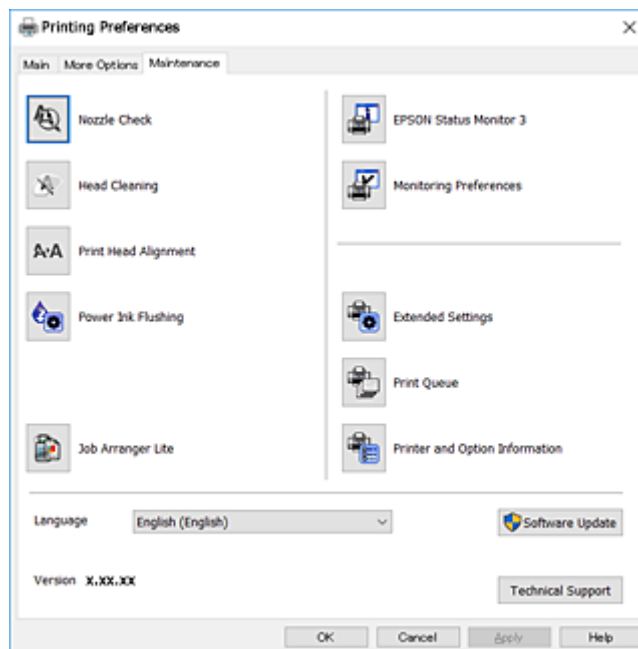 Printing Preferences
Main More Options Maintenance
Nozzle Check
EPSON Status Monitor 3
Head Cleaning
Monitoring Preferences
A·A
Print Head Alignment
Power Ink Flushing
Extended Settings
Print Queue
Job Arranger Lite
Printer and Option Information
Language English (English) Software Update
Version X.XX.XX
Technical Support
OK Cancel Apply Help